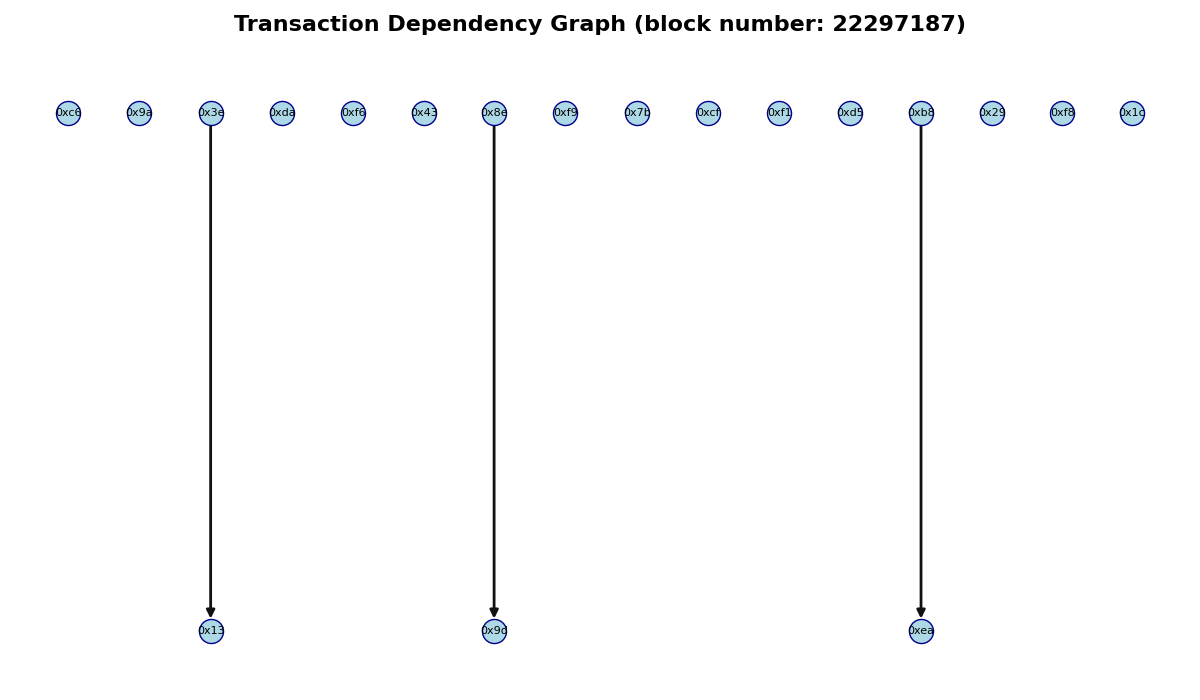 Transaction Dependency Graph (block number: 22297187)
0xc6 0x9a 0x3e 0xda 0xf6 0x43 0x8e 0xf9 0x7b 0xcf 0xf1 0xd5 0xb8 0x29 0xf8 0x1c
0x13 0x9d 0xea